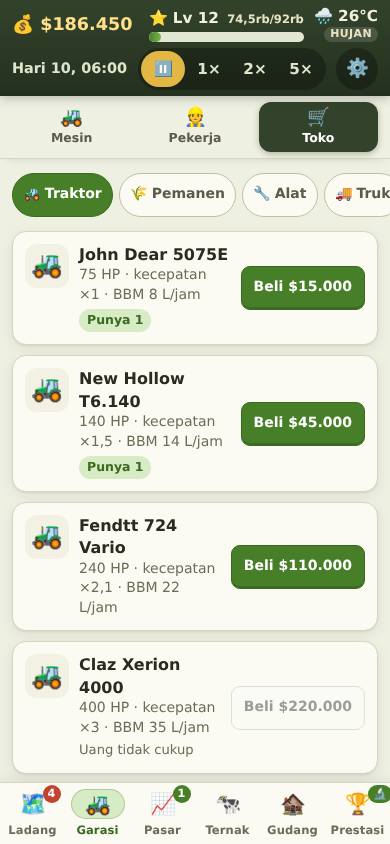 $186.450
Lv 12 74,5rb/92rb
26°C
HUJAN
Hari 10, 06:00
1×
2×
5×
Mesin
Pekerja
Toko
Traktor
Pemanen
Alat
Truk
John Dear 5075E
75 HP · kecepatan
×1 · BBM 8 L/jam
Punya 1
Beli $15.000
New Hollow
T6.140
140 HP · kecepatan
×1,5 · BBM 14 L/jam
Punya 1
Beli $45.000
Fendtt 724
Vario
240 HP · kecepatan
×2,1 · BBM 22
L/jam
Beli $110.000
Claz Xerion
4000
400 HP · kecepatan
×3 · BBM 35 L/jam
Uang tidak cukup
Beli $220.000
4
1
Ladang
Garasi
Pasar
Ternak
Gudang
Prestasi